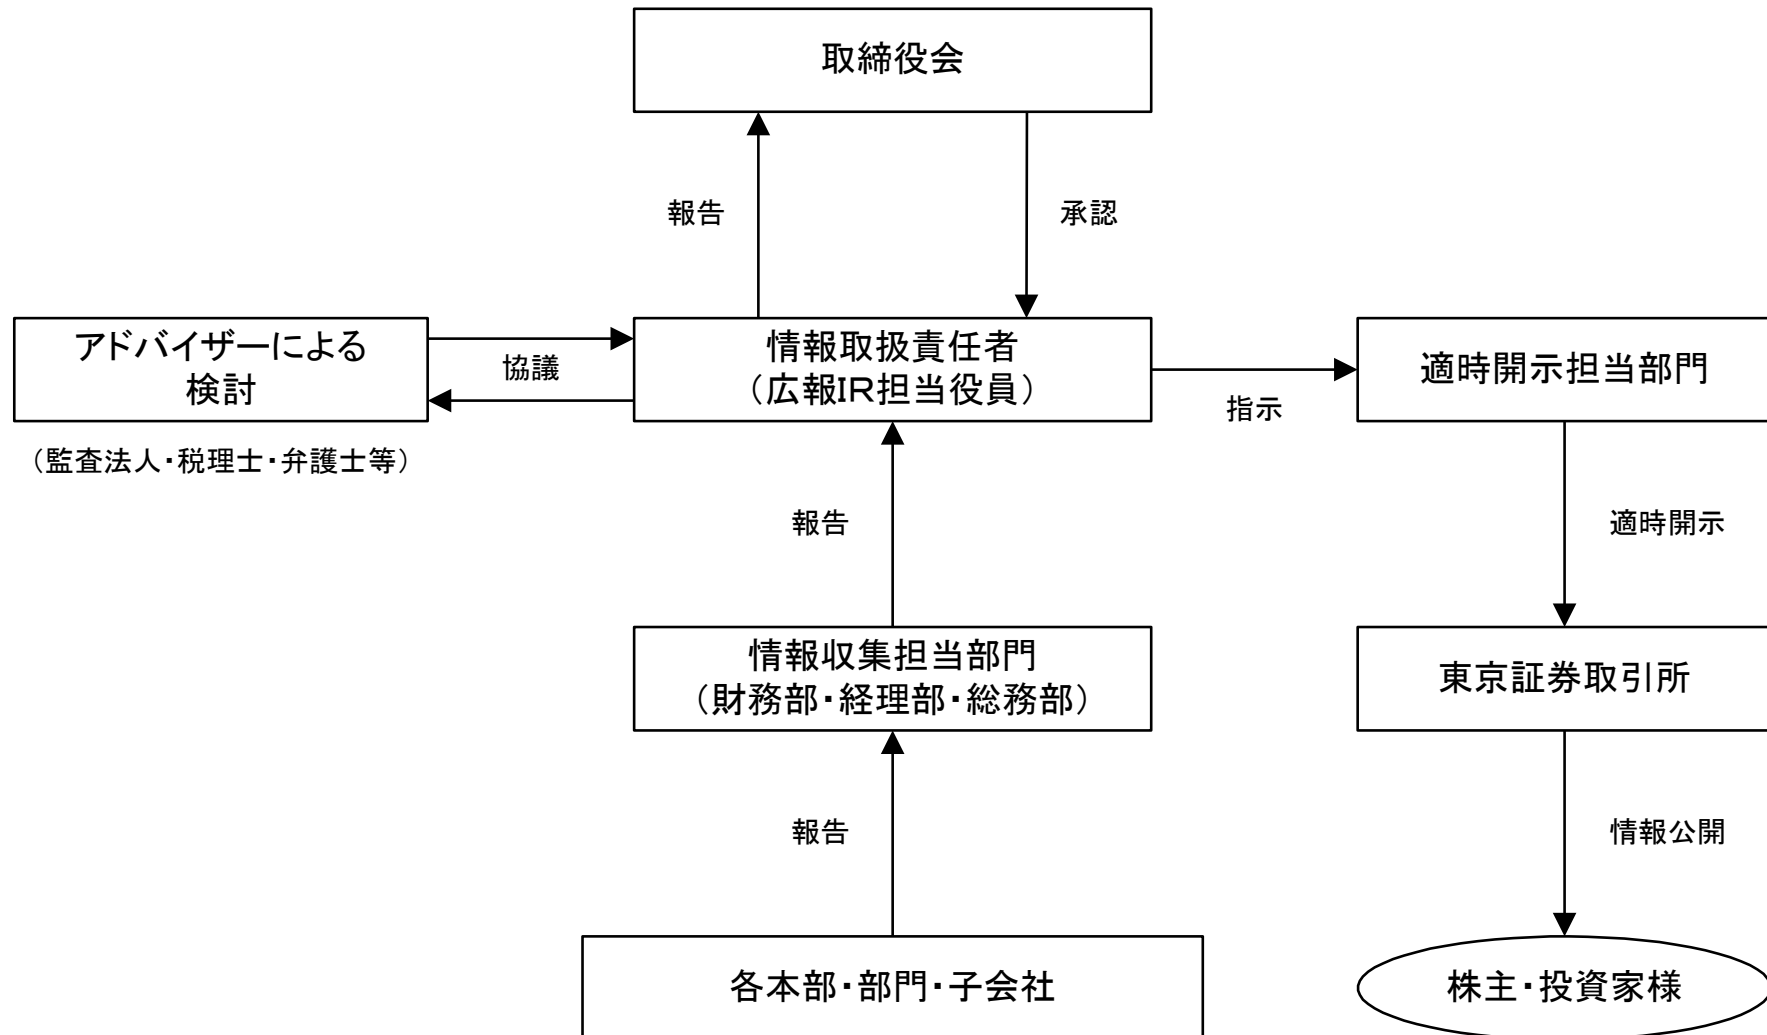 取締役会
報告
承認
アドバイザーによる
検討
協議
情報取扱責任者
（広報IR担当役員）
指示
適時開示担当部門
（監査法人・税理士・弁護士等）
報告
適時開示
情報収集担当部門
（財務部・経理部・総務部）
東京証券取引所
報告
情報公開
各本部・部門・子会社
株主・投資家様